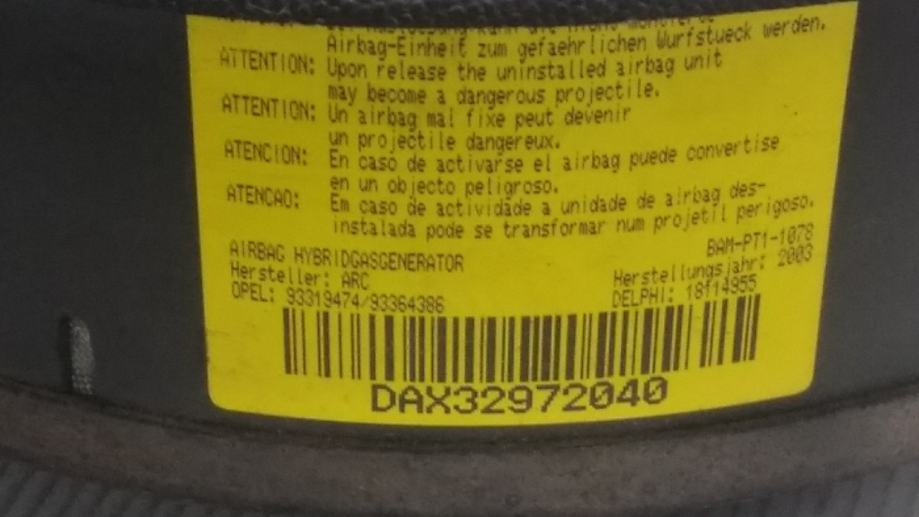 Airbag-Einheit zum gefaehrlichen Wurfstueck werden.
ATTENTION: Upon release the uninstalled airbag unit
may become a dangerous projectile.
ATTENTION: Un airbag mal fixe peut devenir
un projectile dangereux.
ATENCION: En caso de activarse el airbag puede convertise
en un objecto peligroso.
ATENCAO: Em caso de actividade a unidade de airbag des-
instalada pode se transformar num projetil perigoso.
AIRBAG HYBRIDGASGENERATOR BAM-PT1-1078
Hersteller: ARC Herstellungsjahr: 2003
OPEL: 93319474/93364386 DELPHI: 18f14955
DAX32972040